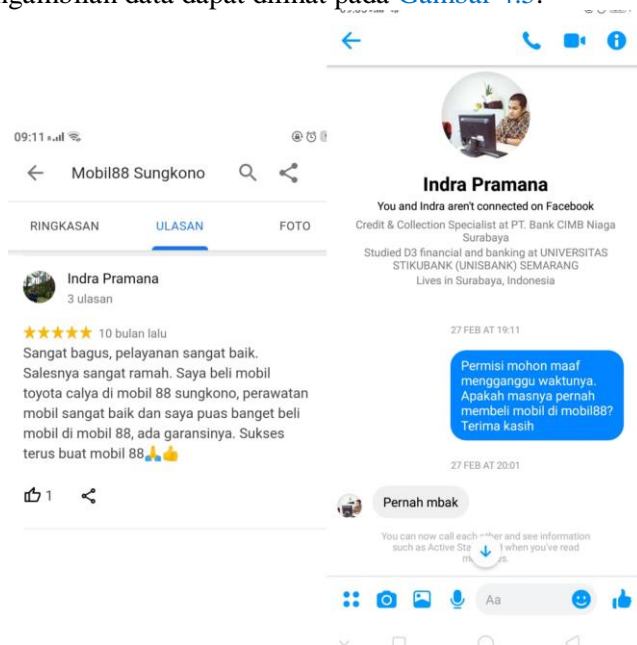 ngambilan data dapat dilihat pada Gambar 4.5.
09:11
Mobil88 Sungkono
RINGKASAN
ULASAN
FOTO
Indra Pramana
3 ulasan
10 bulan lalu
Sangat bagus, pelayanan sangat baik.
Salesnya sangat ramah. Saya beli mobil
toyota calya di mobil 88 sungkono, perawatan
mobil sangat baik dan saya puas banget beli
mobil di mobil 88, ada garansinya. Sukses
terus buat mobil 88🙏👍
1
Indra Pramana
You and Indra aren't connected on Facebook
Credit & Collection Specialist at PT. Bank CIMB Niaga
Surabaya
Studied D3 financial and banking at UNIVERSITAS
STIKUBANK (UNISBANK) SEMARANG
Lives in Surabaya, Indonesia
27 FEB AT 19:11
Permisi mohon maaf
mengganggu waktunya.
Apakah masnya pernah
membeli mobil di mobil88?
Terima kasih
27 FEB AT 20:01
Pernah mbak
You can now call each other and see information
such as Active when you've read
Aa